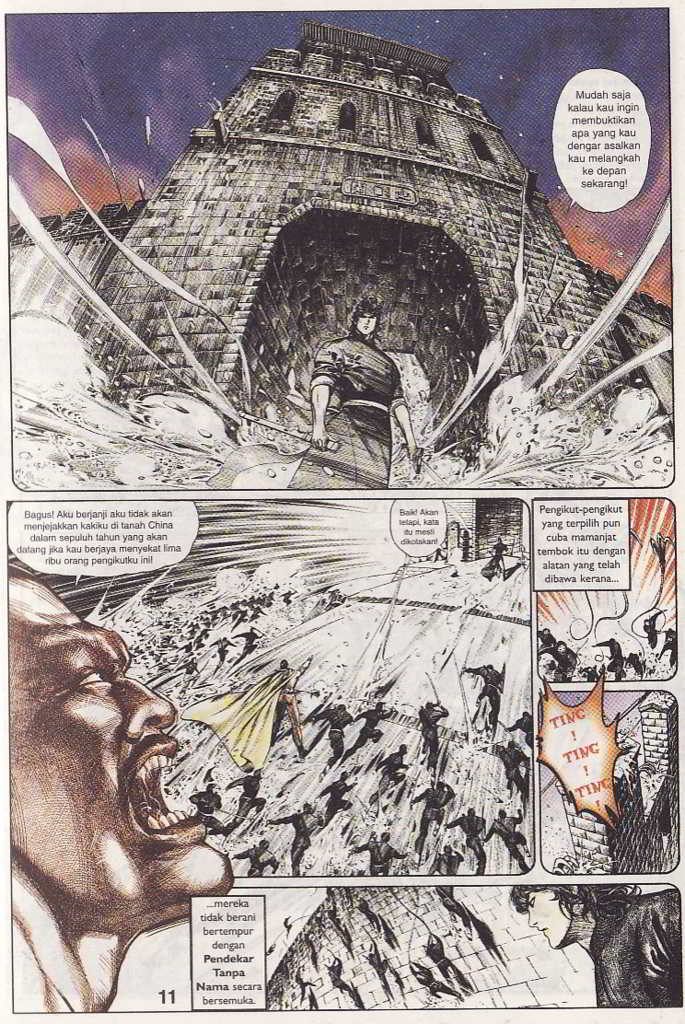 Mudah saja
kalau kau ingin
membuktikan
apa yang kau
dengar asalkan
kau melangkah
ke depan
sekarang!
Bagus! Aku berjanji aku tidak akan
menjejakkan kakiku di tanah China
dalam sepuluh tahun yang akan
datang jika kau berjaya menyekat lima
ribu orang pengikutku ini!
Baik! Akan
tetapi, kata
itu mesti
dikotakan!
Pengikut-pengikut
yang terpilih pun
cuba mamanjat
tembok itu dengan
alatan yang telah
dibawa kerana...
TING
!
TING
!
TING
!
...mereka
tidak berani
bertempur
dengan
Pendekar
Tanpa
Nama secara
bersemuka.
11